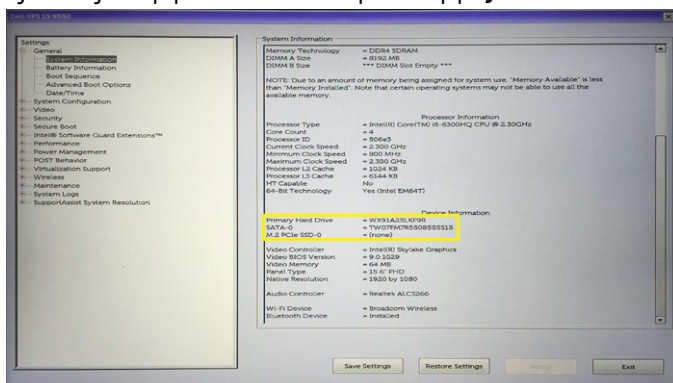 Dell XPS 15 9550
Settings
General
System Information
Battery Information
Boot Sequence
Advanced Boot Options
Date/Time
System Configuration
Video
Security
Secure Boot
Intel® Software Guard Extensions™
Performance
Power Management
POST Behavior
Virtualization Support
Wireless
Maintenance
System Logs
SupportAssist System Resolution
System Information
Memory Technology = DDR4 SDRAM
DIMM A Size = 8192 MB
DIMM B Size *** DIMM Slot Empty ***
NOTE: Due to an amount of memory being assigned for system use, "Memory Available" is less
than "Memory Installed". Note that certain operating systems may not be able to use all the
available memory.
Processor Information
Processor Type = Intel(R) Core(TM) i5-6300HQ CPU @ 2.30GHz
Core Count = 4
Processor ID = 506e3
Current Clock Speed = 2.300 GHz
Minimum Clock Speed = 800 MHz
Maximum Clock Speed = 2.300 GHz
Processor L2 Cache = 1024 KB
Processor L3 Cache = 6144 KB
HT Capable No
64-Bit Technology Yes (Intel EM64T)
Device Information
Primary Hard Drive =
SATA-0 =
M.2 PCIe SSD-0 = (none)
Video Controller = Intel(R) Skylake Graphics
Video BIOS Version = 9.0.1029
Video Memory = 64 MB
Panel Type = 15.6" FHD
Native Resolution = 1920 by 1080
Audio Controller = Realtek ALC3266
Wi-Fi Device = Broadcom Wireless
Bluetooth Device = Installed
Save Settings
Restore Settings
Apply
Exit